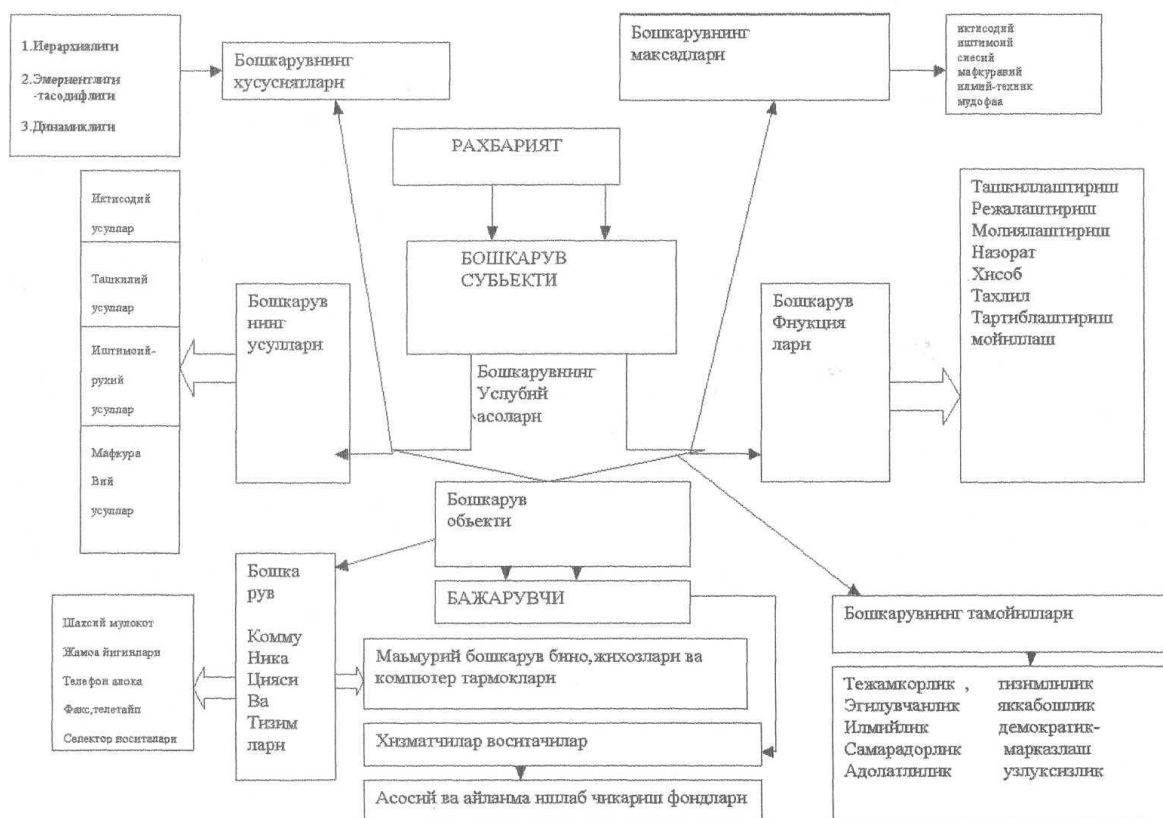 1.Иерархиялиги
2.Эмерцентлиги
-тасодифлиги
3.Динамиклиги
Бошкарувнинг
хусусиятлари
Бошкарувнинг
максадлари
иктисодий
иштимоий
сиесий
мафкуравий
илмий-техник
мудофаа
РАХБАРИЯТ
Иктисодий
усуллар
Ташкилий
усуллар
Иштимоий-
рухий
усуллар
Мафкура
Вий
усуллар
Бошкарув
нинг
усуллари
БОШКАРУВ
СУБЬЕКТИ
Бошкарувнинг
Услубий
асолари
Бошкарув
Фнукция
лари
Ташкиллаштириш
Режалаштириш
Молиялаштириш
Назорат
Хисоб
Тахлил
Тартиблаштириш
мойиллаш
Бошкарув
обьекти
БАЖАРУВЧИ
Бошка
рув
Комму
Ника
Цияси
Ва
Тизим
лари
Шахсий мулокот
Жамоа йигинлари
Телефон алока
Факс,телетайп
Селектор воситалари
Маьмурий бошкарув бино,жихозлари ва
компютер тармоклари
Хизматчилар воситачилар
Асосий ва айланма ишлаб чикариш фондлари
Бошкарувнинг тамойиллари
Тежамкорлик , тизимлилик
Эгилувчанлик яккабошлик
Илмийлик демократик-
Самарадорлик марказлаш
Адолатлилик узлуксизлик